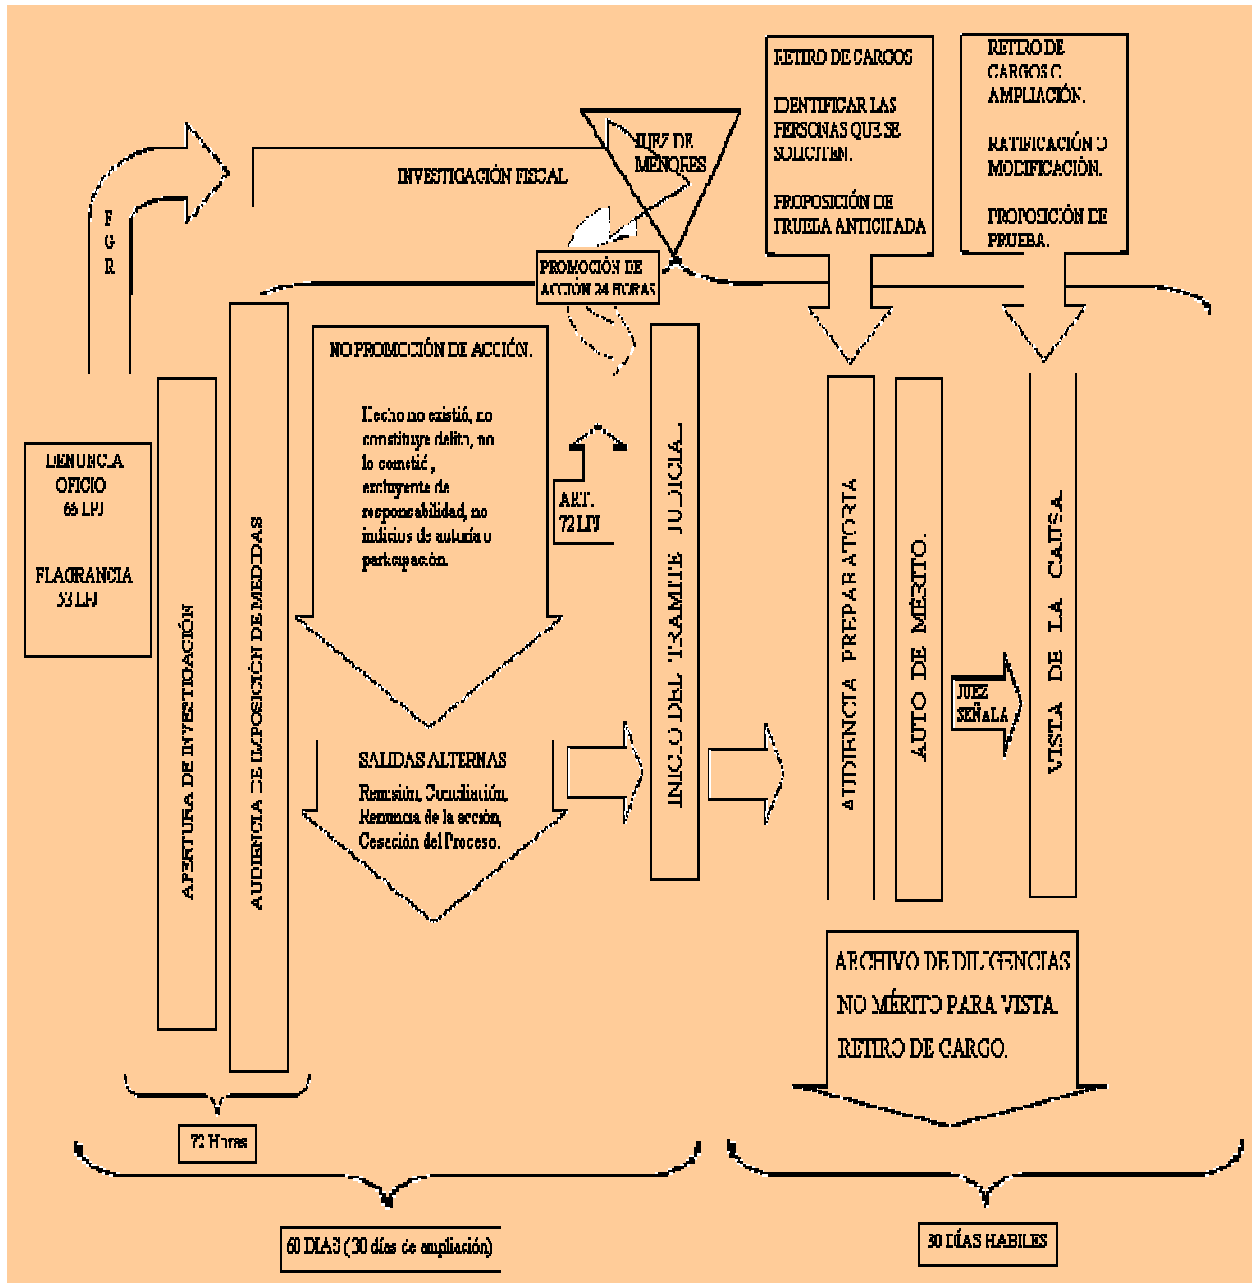 RETIRO DE CARGOS
IDENTIFICAR LAS
PERSONAS QUE SE
SOLICITEN.
PROPOSICIÓN DE
PRUEBA ANTICIPADA
RETIRO DE
CARGOS O
AMPLIACIÓN.
RATIFICACIÓN O
MODIFICACIÓN.
PROPOSICIÓN DE
PRUEBA.
JUEZ DE
MENORES
INVESTIGACIÓN FISCAL
F
G
R
PROMOCIÓN DE
ACCIÓN 24 HORAS
NO PROMOCIÓN DE ACCIÓN.
Hecho no existió, no
constituye delito, no
lo cometió,
excluyente de
responsabilidad, no
indicios de autoría o
participación.
ART.
72 LPJ
DENUNCIA
OFICIO
66 LPJ
FLAGRANCIA
53 LPJ
APERTURA DE INVESTIGACIÓN
AUDIENCIA DE IMPOSICIÓN DE MEDIDAS
SALIDAS ALTERNAS
Remisión, Conciliación,
Renuncia de la acción,
Cesación del Proceso.
INICIO DEL TRAMITE JUDICIAL.
AUDIENCIA PREPARATORIA
AUTO DE MÉRITO.
JUEZ
SEÑALA
VISTA DE LA CAUSA.
ARCHIVO DE DILIGENCIAS
NO MÉRITO PARA VISTA.
RETIRO DE CARGO.
72 Horas
60 DIAS ( 30 días de ampliación)
30 DÍAS HABILES